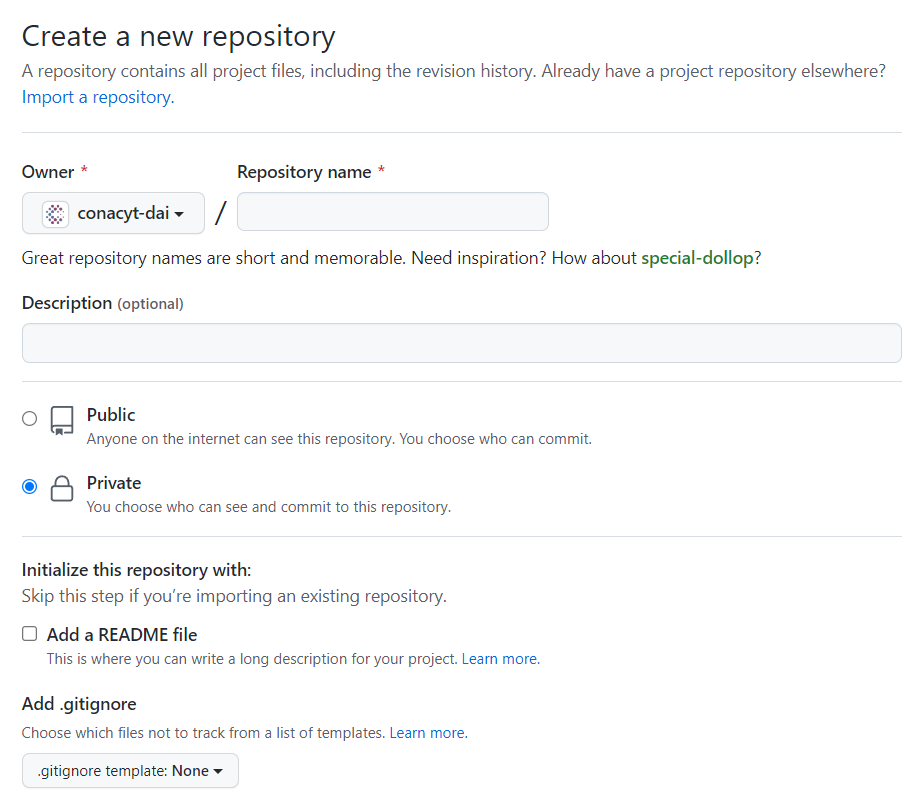 Create a new repository
A repository contains all project files, including the revision history. Already have a project repository elsewhere?
Import a repository.
Owner * Repository name *
conacyt-dai /
Great repository names are short and memorable. Need inspiration? How about special-dollop?
Description (optional)
Public
Anyone on the internet can see this repository. You choose who can commit.
Private
You choose who can see and commit to this repository.
Initialize this repository with:
Skip this step if you’re importing an existing repository.
Add a README file
This is where you can write a long description for your project. Learn more.
Add .gitignore
Choose which files not to track from a list of templates. Learn more.
.gitignore template: None